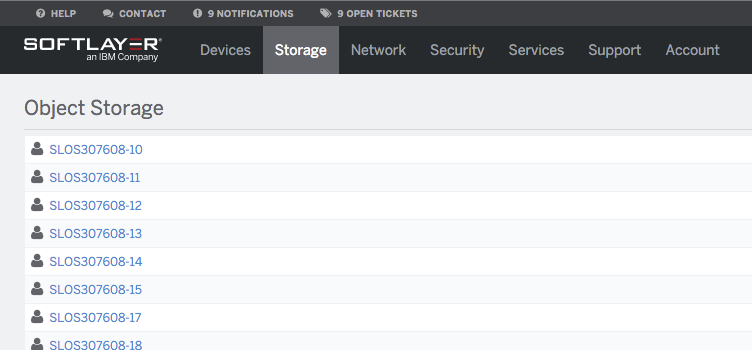 HELP CONTACT 9 NOTIFICATIONS 9 OPEN TICKETS
SOFTLAYER®
an IBM Company
Devices Storage Network Security Services Support Account
Object Storage
SLOS307608-10
SLOS307608-11
SLOS307608-12
SLOS307608-13
SLOS307608-14
SLOS307608-15
SLOS307608-17
SLOS307608-18